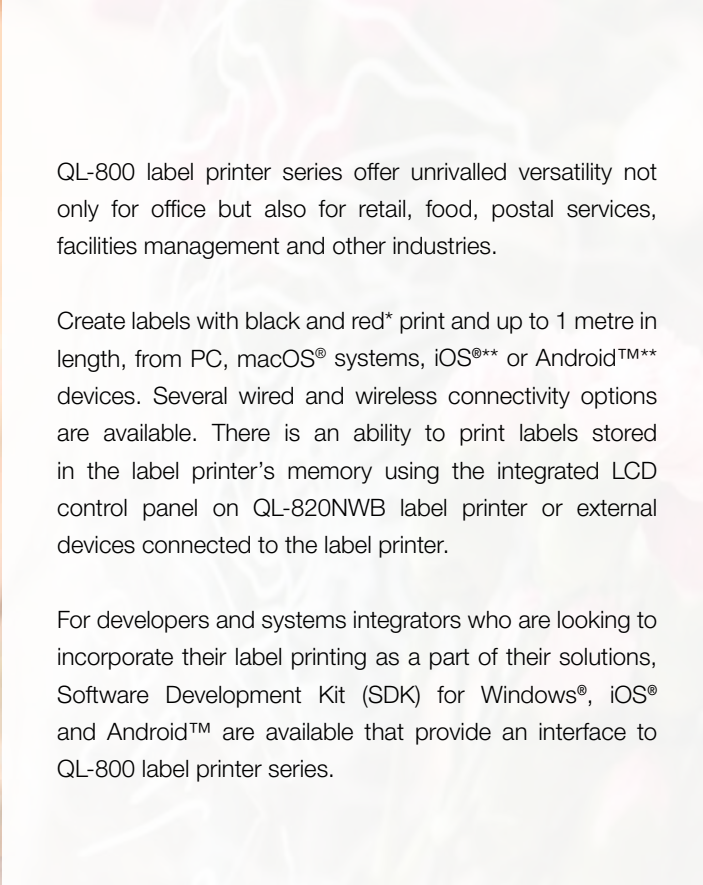 QL-800 label printer series offer unrivalled versatility not
only for office but also for retail, food, postal services,
facilities management and other industries.
Create labels with black and red* print and up to 1 metre in
length, from PC, macOS® systems, iOS®** or Android™**
devices. Several wired and wireless connectivity options
are available. There is an ability to print labels stored
in the label printer’s memory using the integrated LCD
control panel on QL-820NWB label printer or external
devices connected to the label printer.
For developers and systems integrators who are looking to
incorporate their label printing as a part of their solutions,
Software Development Kit (SDK) for Windows®, iOS®
and Android™ are available that provide an interface to
QL-800 label printer series.